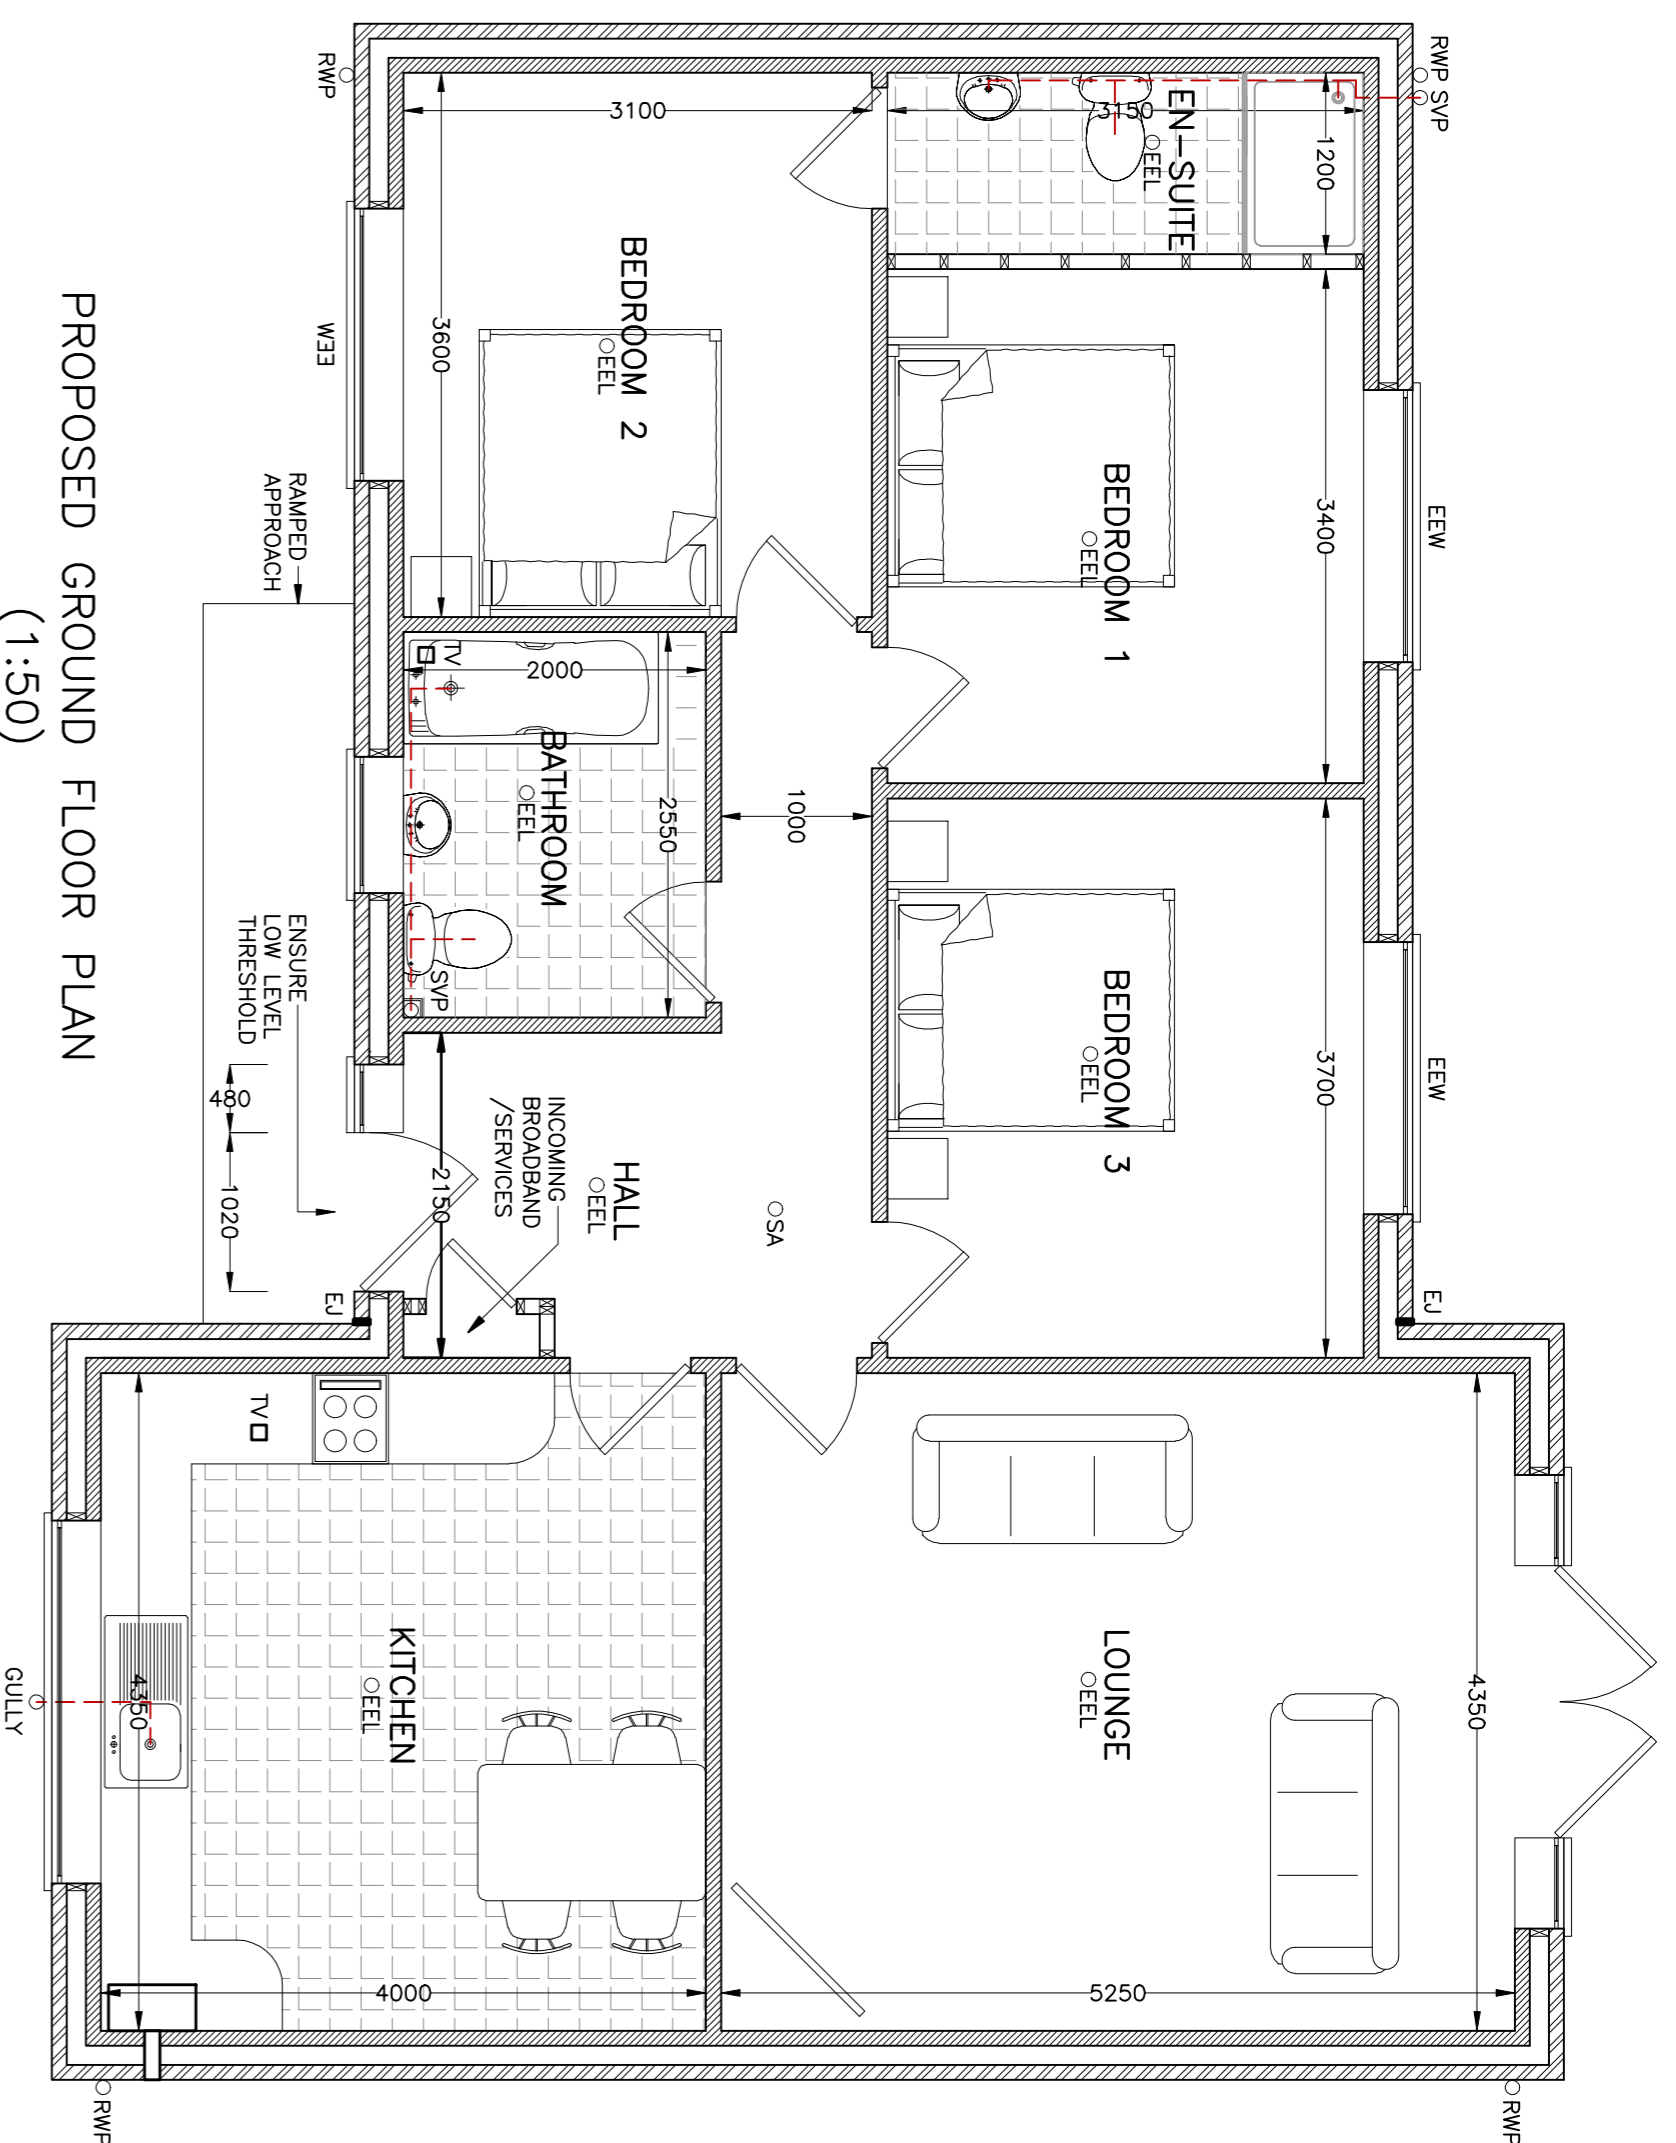 RWP SVP
EEW
EEW
EJ
RWP
3150
1200
EN-SUITE
EEL
3400
BEDROOM 1
EEL
3700
BEDROOM 3
EEL
4350
LOUNGE
EEL
5250
3100
BEDROOM 2
EEL
3600
1000
SA
TV
2000
BATHROOM
EEL
2550
SVP
HALL
EEL
INCOMING
BROADBAND
/SERVICES
2150
KITCHEN
EEL
TV
4350
4000
RWP
EEW
RAMPED
APPROACH
ENSURE
LOW LEVEL
THRESHOLD
480
1020
EJ
GULLY
RWP
PROPOSED GROUND FLOOR PLAN
(1:50)